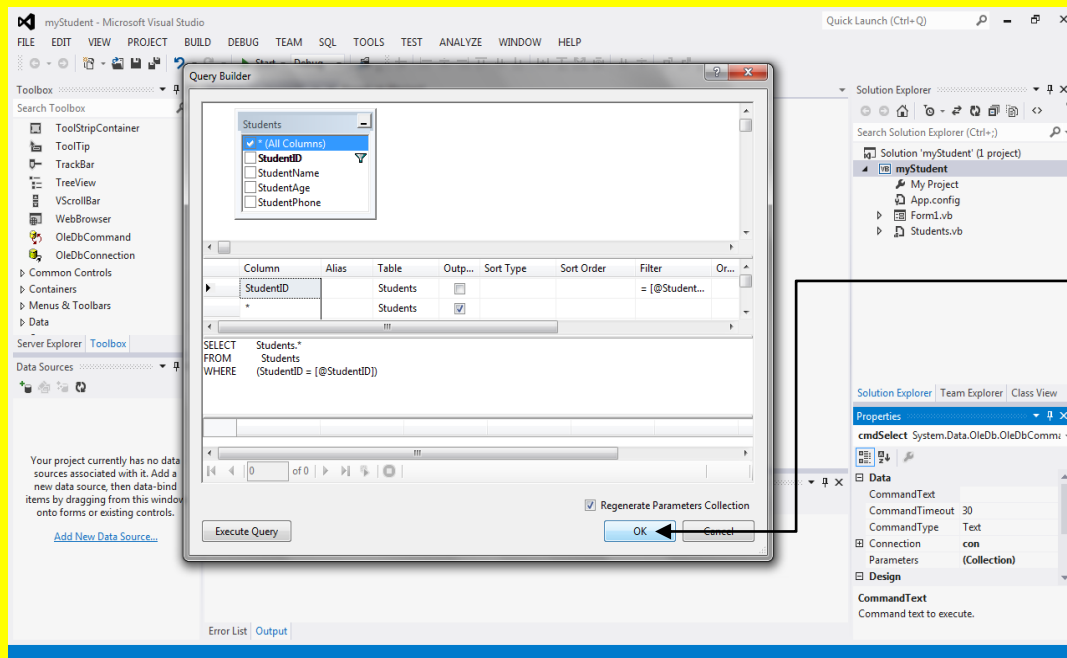 myStudent - Microsoft Visual Studio
Quick Launch (Ctrl+Q)
FILE EDIT VIEW PROJECT BUILD DEBUG TEAM SQL TOOLS TEST ANALYZE WINDOW HELP
Toolbox
Search Toolbox
ToolStripContainer
ToolTip
TrackBar
TreeView
VScrollBar
WebBrowser
OleDbCommand
OleDbConnection
Common Controls
Containers
Menus & Toolbars
Data
Server Explorer Toolbox
Data Sources
Your project currently has no data
sources associated with it. Add a
new data source, then data-bind
items by dragging from this window
onto forms or existing controls.
Add New Data Source...
Query Builder
Students
* (All Columns)
StudentID
StudentName
StudentAge
StudentPhone
Column Alias Table Outp... Sort Type Sort Order Filter Or...
StudentID Students = [@Student...
* Students
SELECT Students.*
FROM Students
WHERE (StudentID = [@StudentID])
0 of 0
Regenerate Parameters Collection
Execute Query OK Cancel
Error List Output
Solution Explorer
Search Solution Explorer (Ctrl+;)
Solution 'myStudent' (1 project)
VB myStudent
My Project
App.config
Form1.vb
Students.vb
Solution Explorer Team Explorer Class View
Properties
cmdSelect System.Data.OleDb.OleDbComma
Data
CommandText
CommandTimeout 30
CommandType Text
Connection con
Parameters (Collection)
Design
CommandText
Command text to execute.